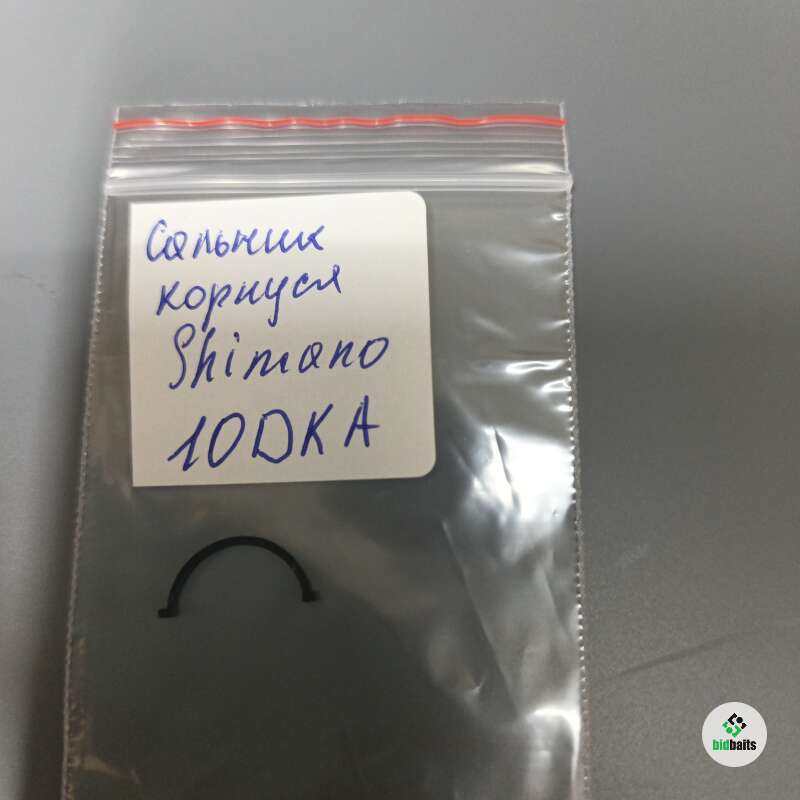 Сальник
корпуса
Shimano
10DKA
bidbaits